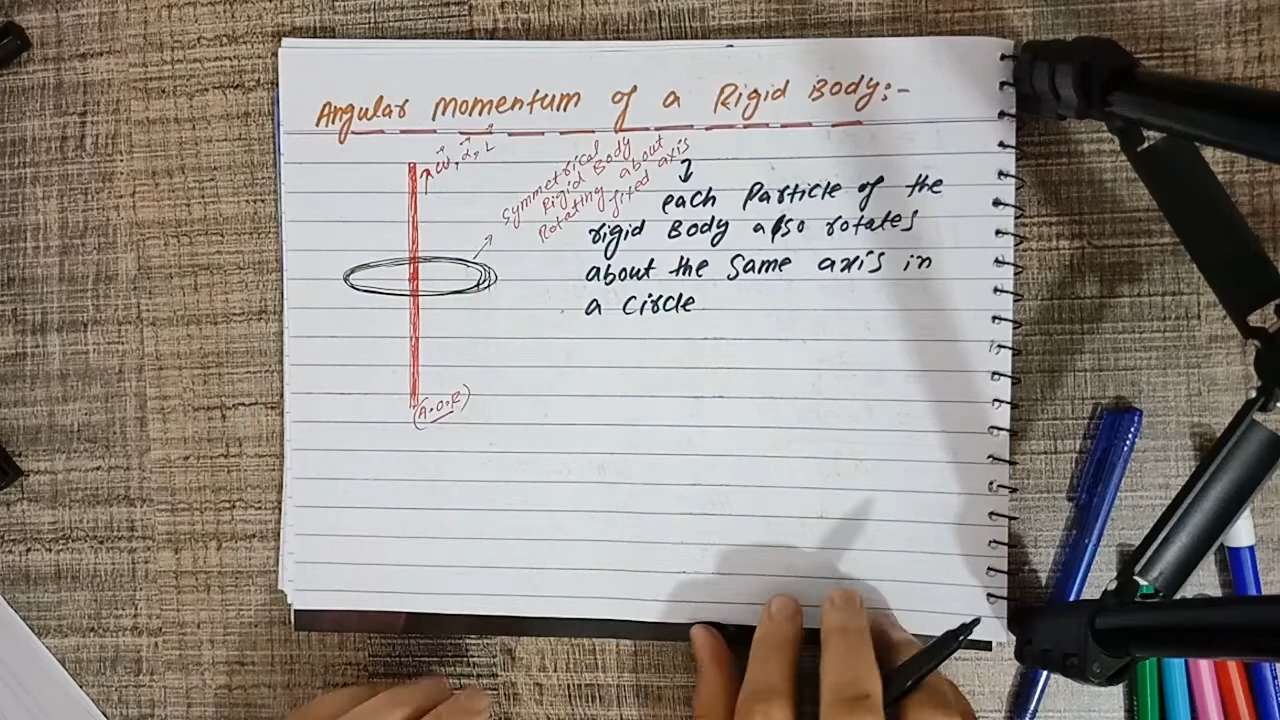 Angular momentum of a Rigid Body:-
ω⃗, α⃗, L⃗
Symmetrical
Rigid Body
Rotating about
fixed axis
each Particle of the
rigid Body also rotates
about the same axis in
a circle
(A.O.R)